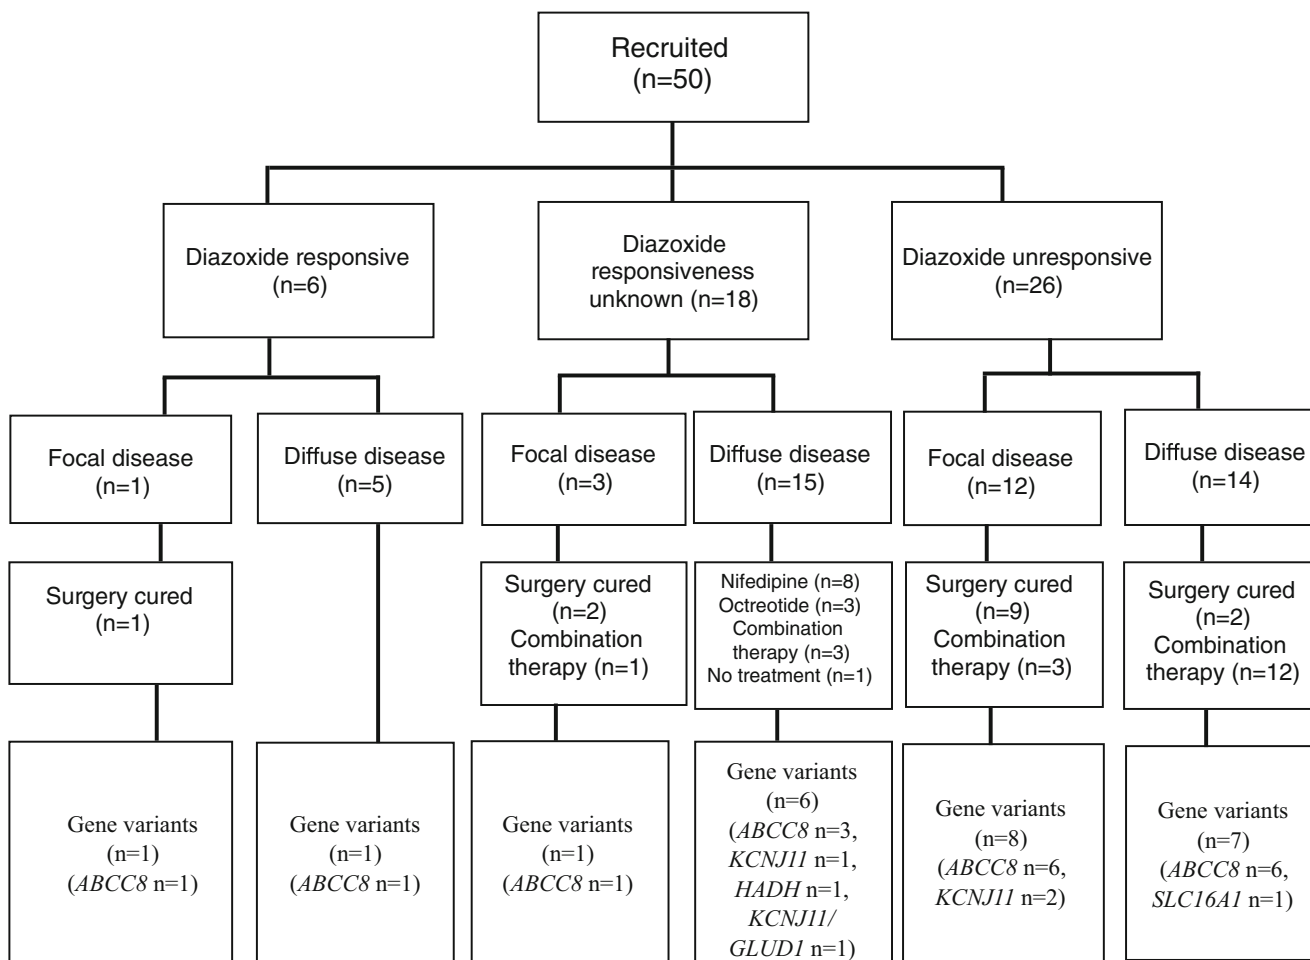 Recruited
(n=50)
Diazoxide responsive
(n=6)
Diazoxide
responsiveness
unknown (n=18)
Diazoxide unresponsive
(n=26)
Focal disease
(n=1)
Diffuse disease
(n=5)
Focal disease
(n=3)
Diffuse disease
(n=15)
Focal disease
(n=12)
Diffuse disease
(n=14)
Surgery cured
(n=1)
Surgery cured
(n=2)
Combination
therapy (n=1)
Nifedipine (n=8)
Octreotide (n=3)
Combination
therapy (n=3)
No treatment (n=1)
Surgery cured
(n=9)
Combination
therapy (n=3)
Surgery cured
(n=2)
Combination
therapy (n=12)
Gene variants
(n=1)
(ABCC8 n=1)
Gene variants
(n=1)
(ABCC8 n=1)
Gene variants
(n=1)
(ABCC8 n=1)
Gene variants
(n=6)
(ABCC8 n=3,
KCNJ11 n=1,
HADH n=1,
KCNJ11/
GLUD1 n=1)
Gene variants
(n=8)
(ABCC8 n=6,
KCNJ11 n=2)
Gene variants
(n=7)
(ABCC8 n=6,
SLC16A1 n=1)